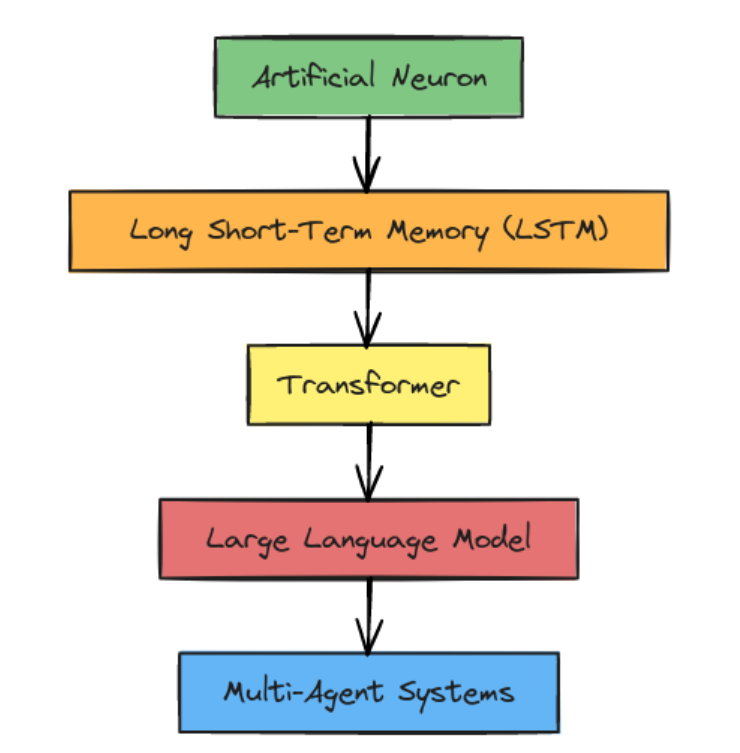 Artificial Neuron
Long Short-Term Memory (LSTM)
Transformer
Large Language Model
Multi-Agent Systems